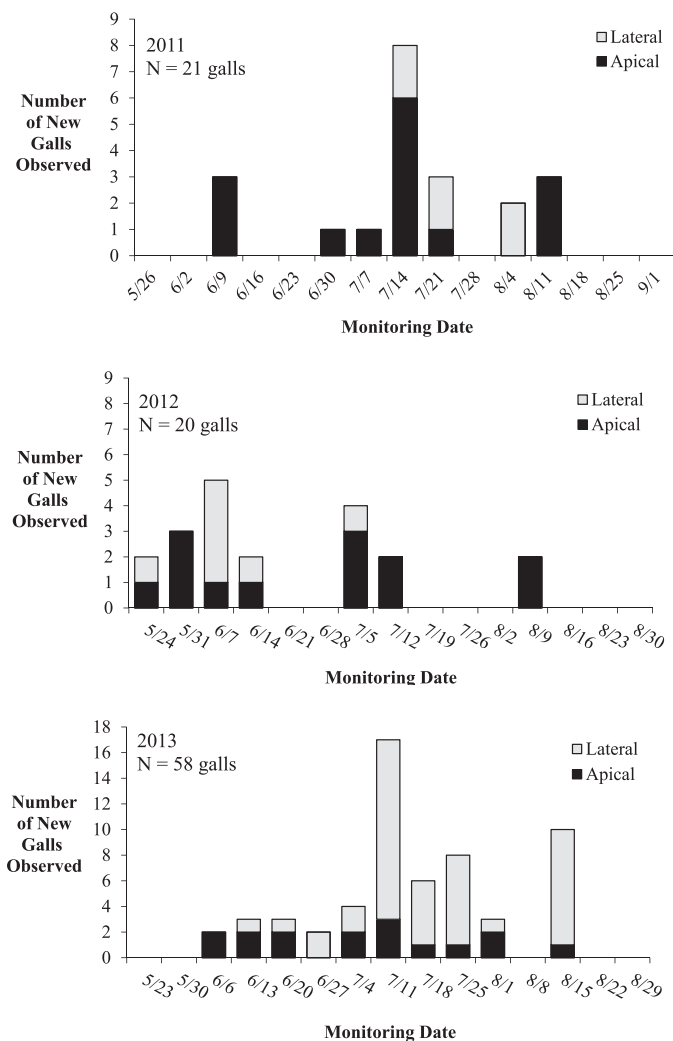 9
8
7
6
5
4
3
2
1
0
2011
N = 21 galls
Lateral
Apical
Number
of New
Galls
Observed
5/26 6/2 6/9 6/16 6/23 6/30 7/7 7/14 7/21 7/28 8/4 8/11 8/18 8/25 9/1
Monitoring Date
9
8
7
6
5
4
3
2
1
0
2012
N = 20 galls
Lateral
Apical
Number
of New
Galls
Observed
5/24 5/31 6/7 6/14 6/21 6/28 7/5 7/12 7/19 7/26 8/2 8/9 8/16 8/23 8/30
Monitoring Date
18
16
14
12
10
8
6
4
2
0
2013
N = 58 galls
Lateral
Apical
Number
of New
Galls
Observed
5/23 5/30 6/6 6/13 6/20 6/27 7/4 7/11 7/18 7/25 8/1 8/8 8/15 8/22 8/29
Monitoring Date